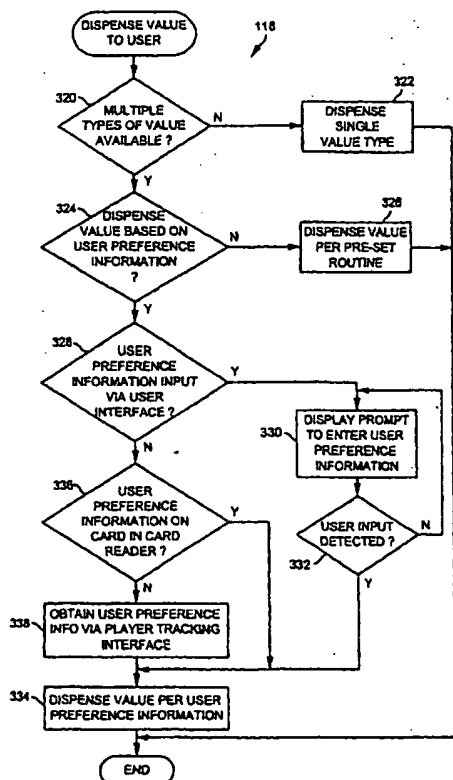 DISPENSE VALUE
TO USER
118
320
MULTIPLE
TYPES OF VALUE
AVAILABLE ?
N
Y
322
DISPENSE
SINGLE
VALUE TYPE
324
DISPENSE
VALUE BASED ON
USER PREFERENCE
INFORMATION
?
N
Y
326
DISPENSE VALUE
PER PRE-SET
ROUTINE
328
USER
PREFERENCE
INFORMATION INPUT
VIA USER
INTERFACE ?
Y
N
330
DISPLAY PROMPT
TO ENTER USER
PREFERENCE
INFORMATION
336
USER
PREFERENCE
INFORMATION ON
CARD IN CARD
READER ?
Y
N
USER INPUT
DETECTED ?
N
332
Y
338
OBTAIN USER PREFERENCE
INFO VIA PLAYER TRACKING
INTERFACE
334
DISPENSE VALUE PER USER
PREFERENCE INFORMATION
END